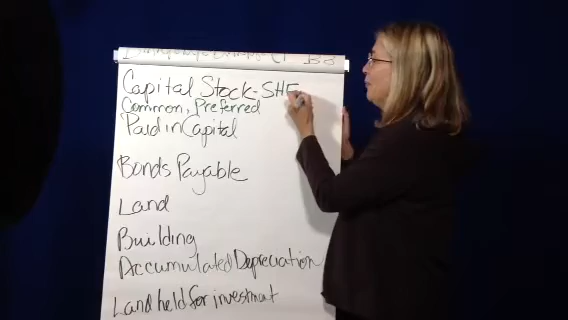 Capital Stock-SHE
Common, Preferred
Paid in Capital
Bonds Payable
Land
Building
Accumulated Depreciation
Land held for investment